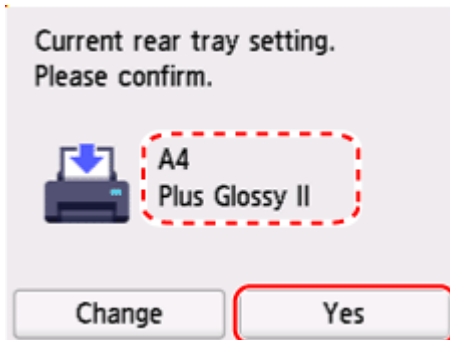 Current rear tray setting.
Please confirm.
A4
Plus Glossy II
Change
Yes